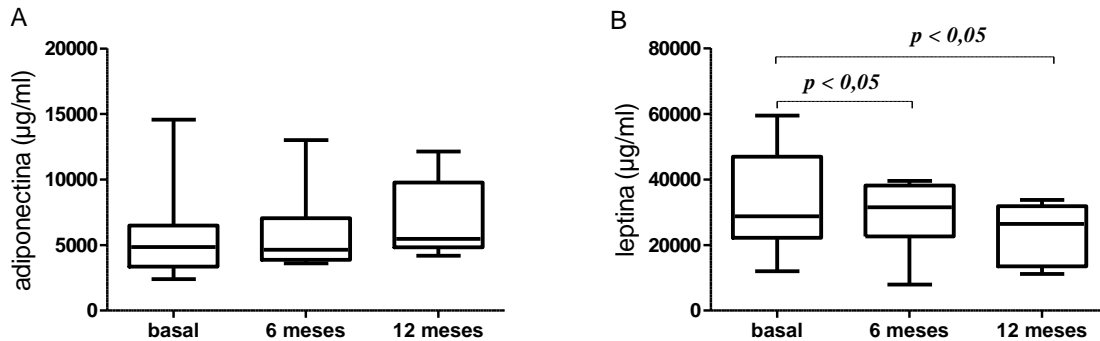 A
adiponectina (µg/ml)
20000
15000
10000
5000
0
basal
6 meses
12 meses
B
leptina (µg/ml)
80000
60000
40000
20000
0
p < 0,05
p < 0,05
basal
6 meses
12 meses